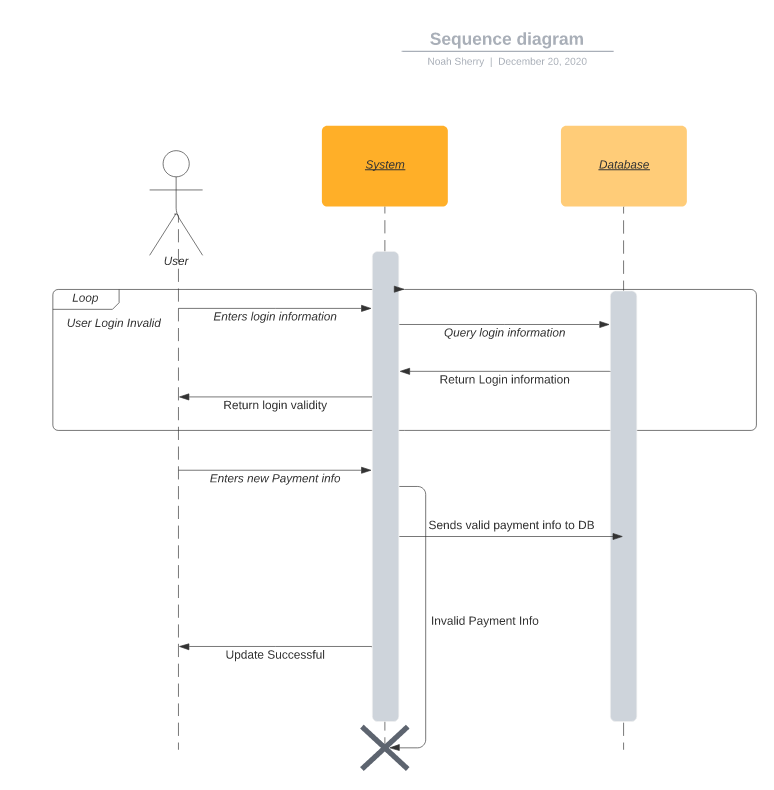 Sequence diagram
Noah Sherry | December 20, 2020
System
Database
User
Loop
User Login Invalid
Enters login information
Query login information
Return Login information
Return login validity
Enters new Payment info
Sends valid payment info to DB
Invalid Payment Info
Update Successful